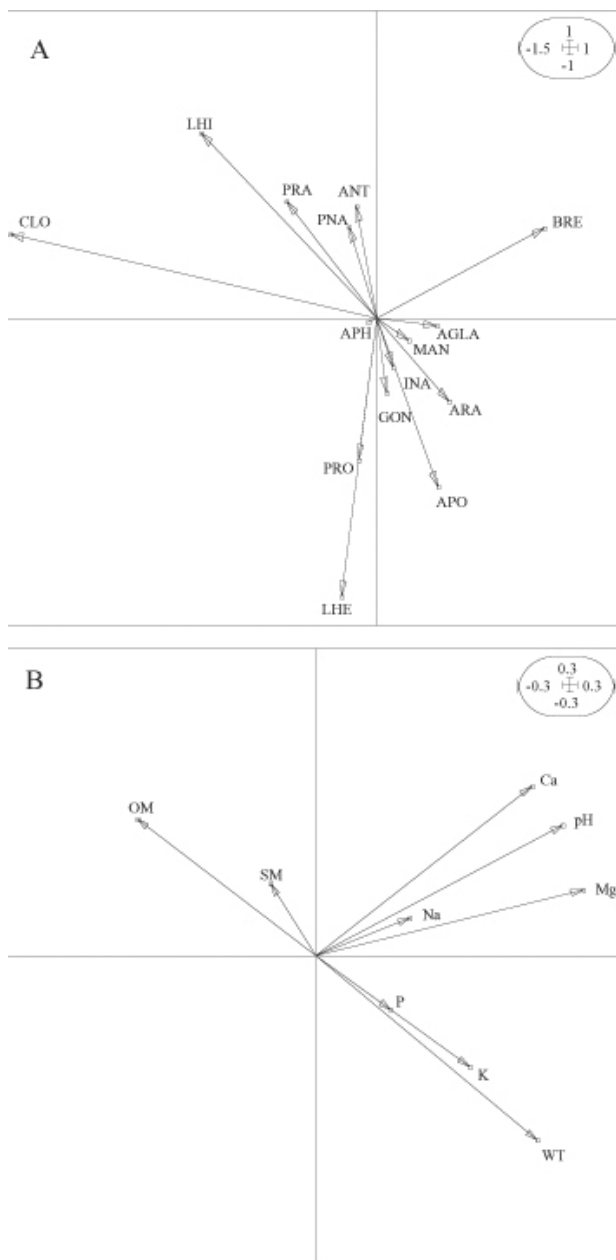 A
1
-1.5 1
-1
LHI
PRA ANT
CLO PNA BRE
APH AGLA
MAN
INA
ARA
GON
PRO
APO
LHE
B
0.3
-0.3 0.3
-0.3
Ca
OM
pH
SM Mg
Na
P
K
WT